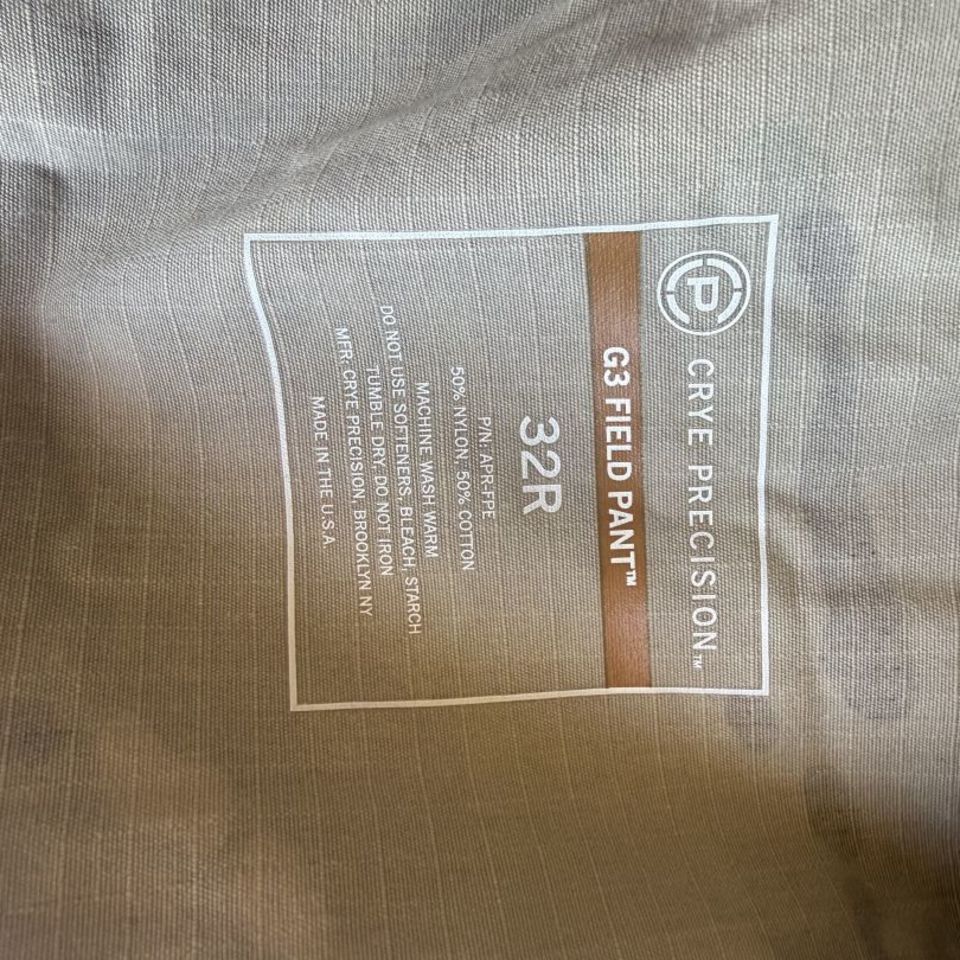 CP
CRYE PRECISION™
G3 FIELD PANT™
32R
P/N: APR-FPE
50% NYLON, 50% COTTON
MACHINE WASH WARM
DO NOT USE SOFTENERS, BLEACH, STARCH
TUMBLE DRY, DO NOT IRON
MFR: CRYE PRECISION, BROOKLYN NY
MADE IN THE U.S.A.